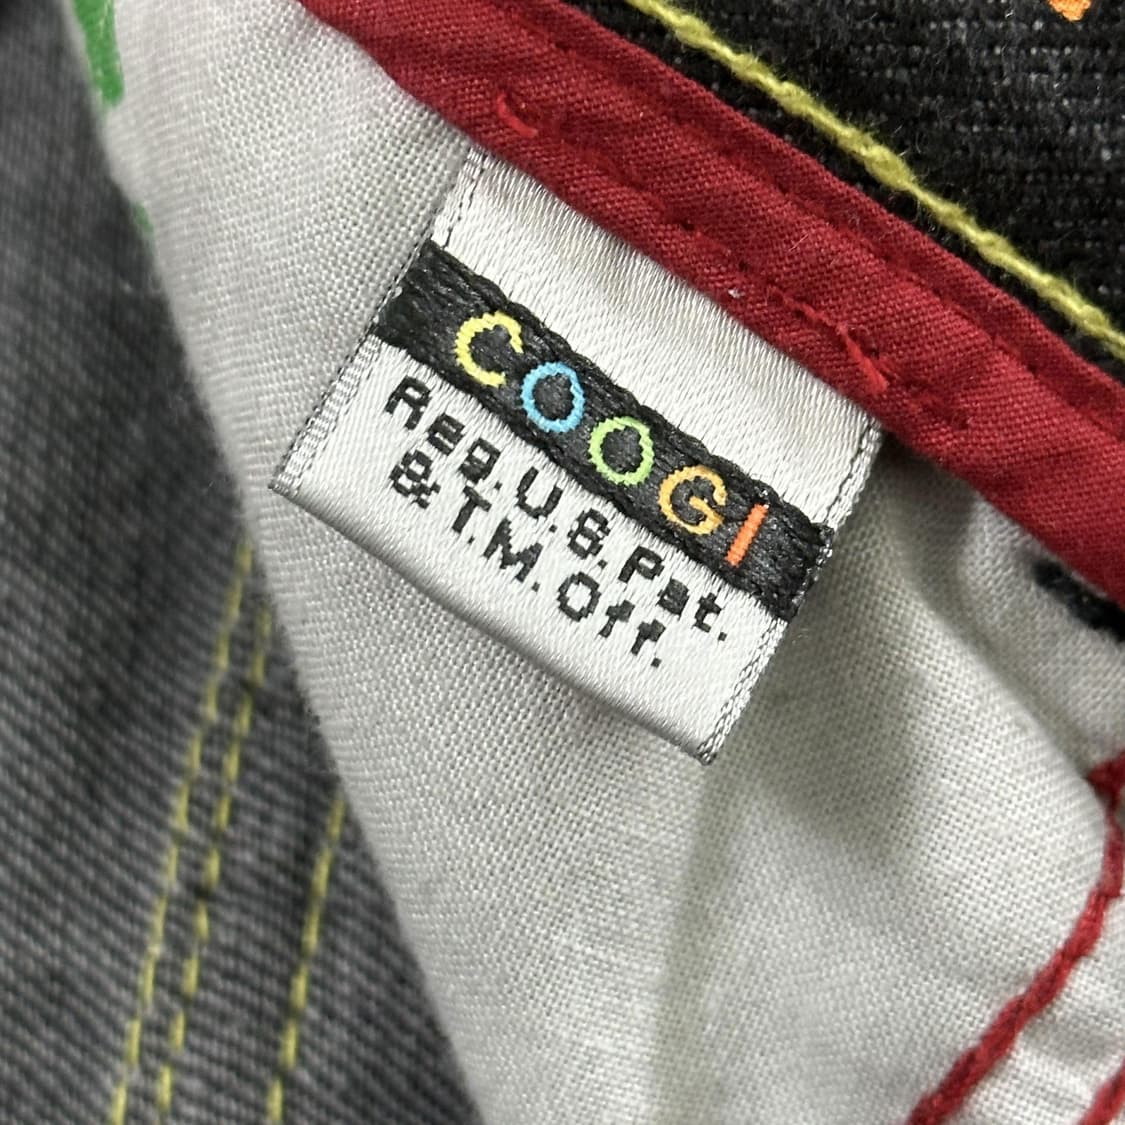 COOGI
Reg. U.S. Pat.
& T.M. Off.